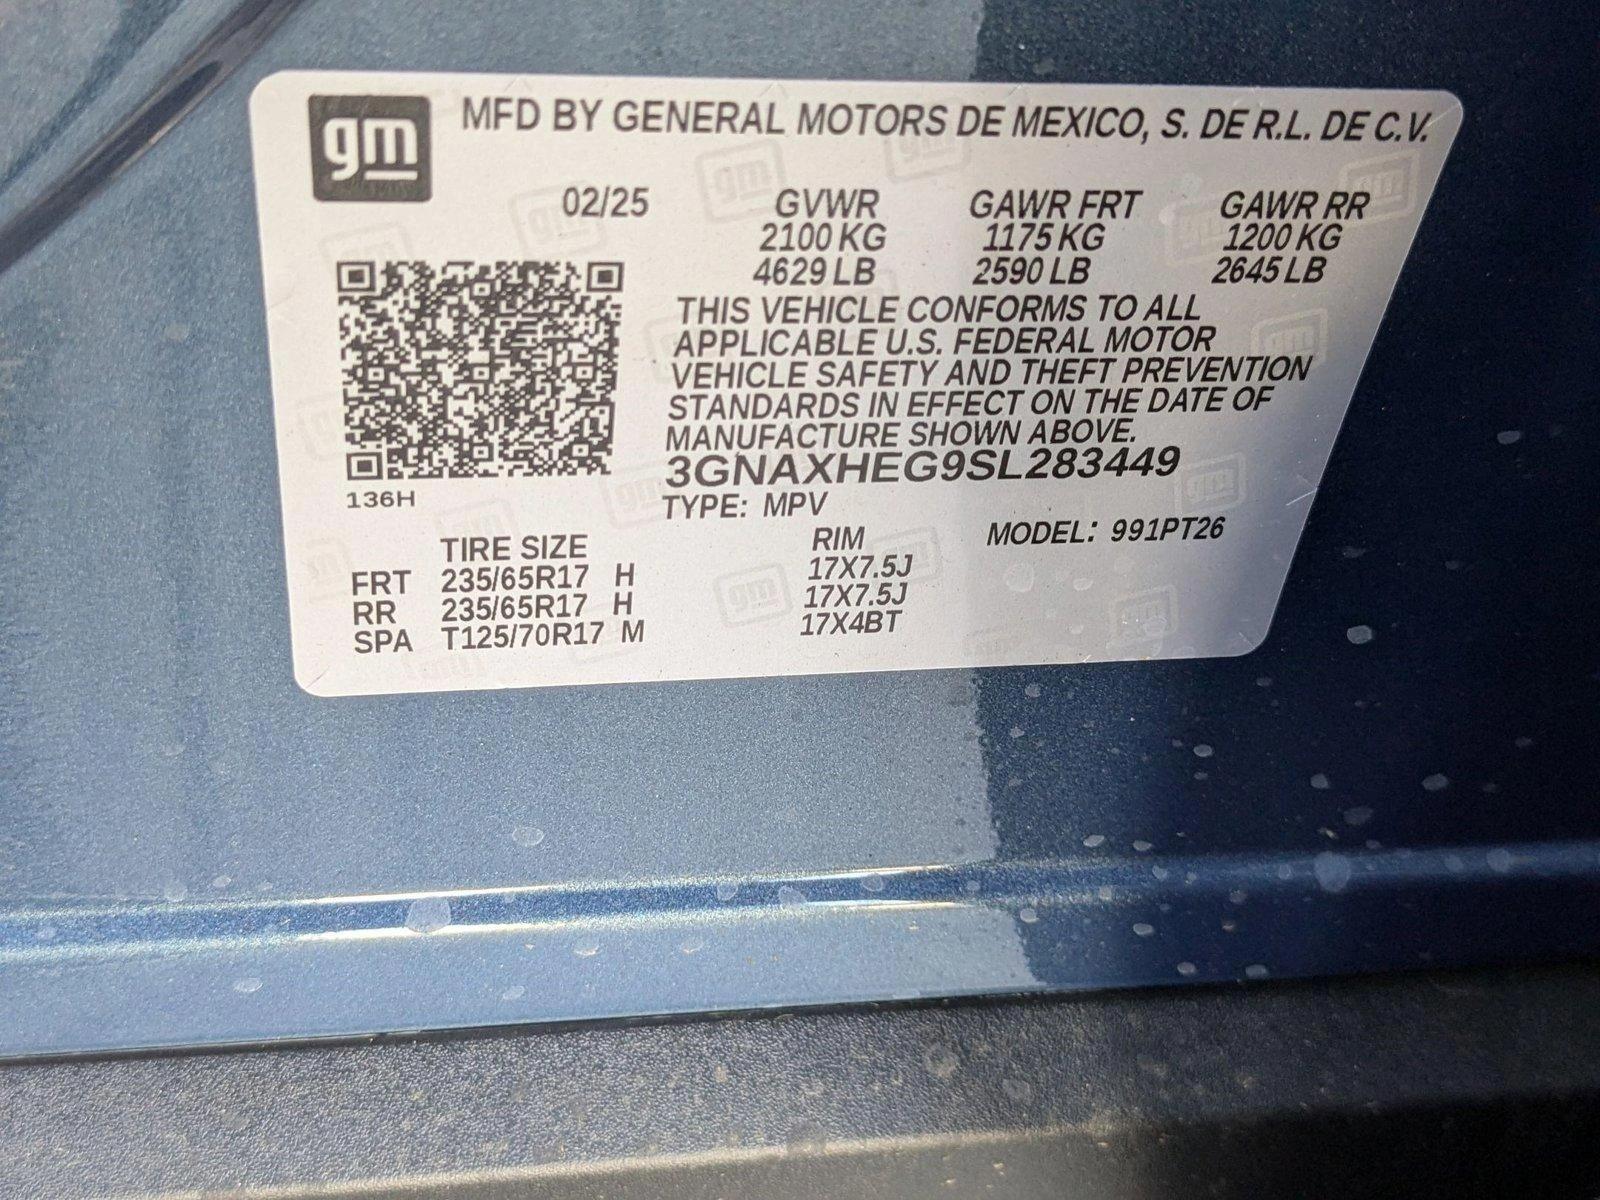 gm MFD BY GENERAL MOTORS DE MEXICO, S. DE R.L. DE C.V.
02/25 GVWR GAWR FRT GAWR RR
2100 KG 1175 KG 1200 KG
4629 LB 2590 LB 2645 LB
THIS VEHICLE CONFORMS TO ALL
APPLICABLE U.S. FEDERAL MOTOR
VEHICLE SAFETY AND THEFT PREVENTION
STANDARDS IN EFFECT ON THE DATE OF
MANUFACTURE SHOWN ABOVE.
3GNAXHEG9SL283449
136H
TYPE: MPV
MODEL: 991PT26
TIRE SIZE RIM
FRT 235/65R17 H 17X7.5J
RR 235/65R17 H 17X7.5J
SPA T125/70R17 M 17X4BT